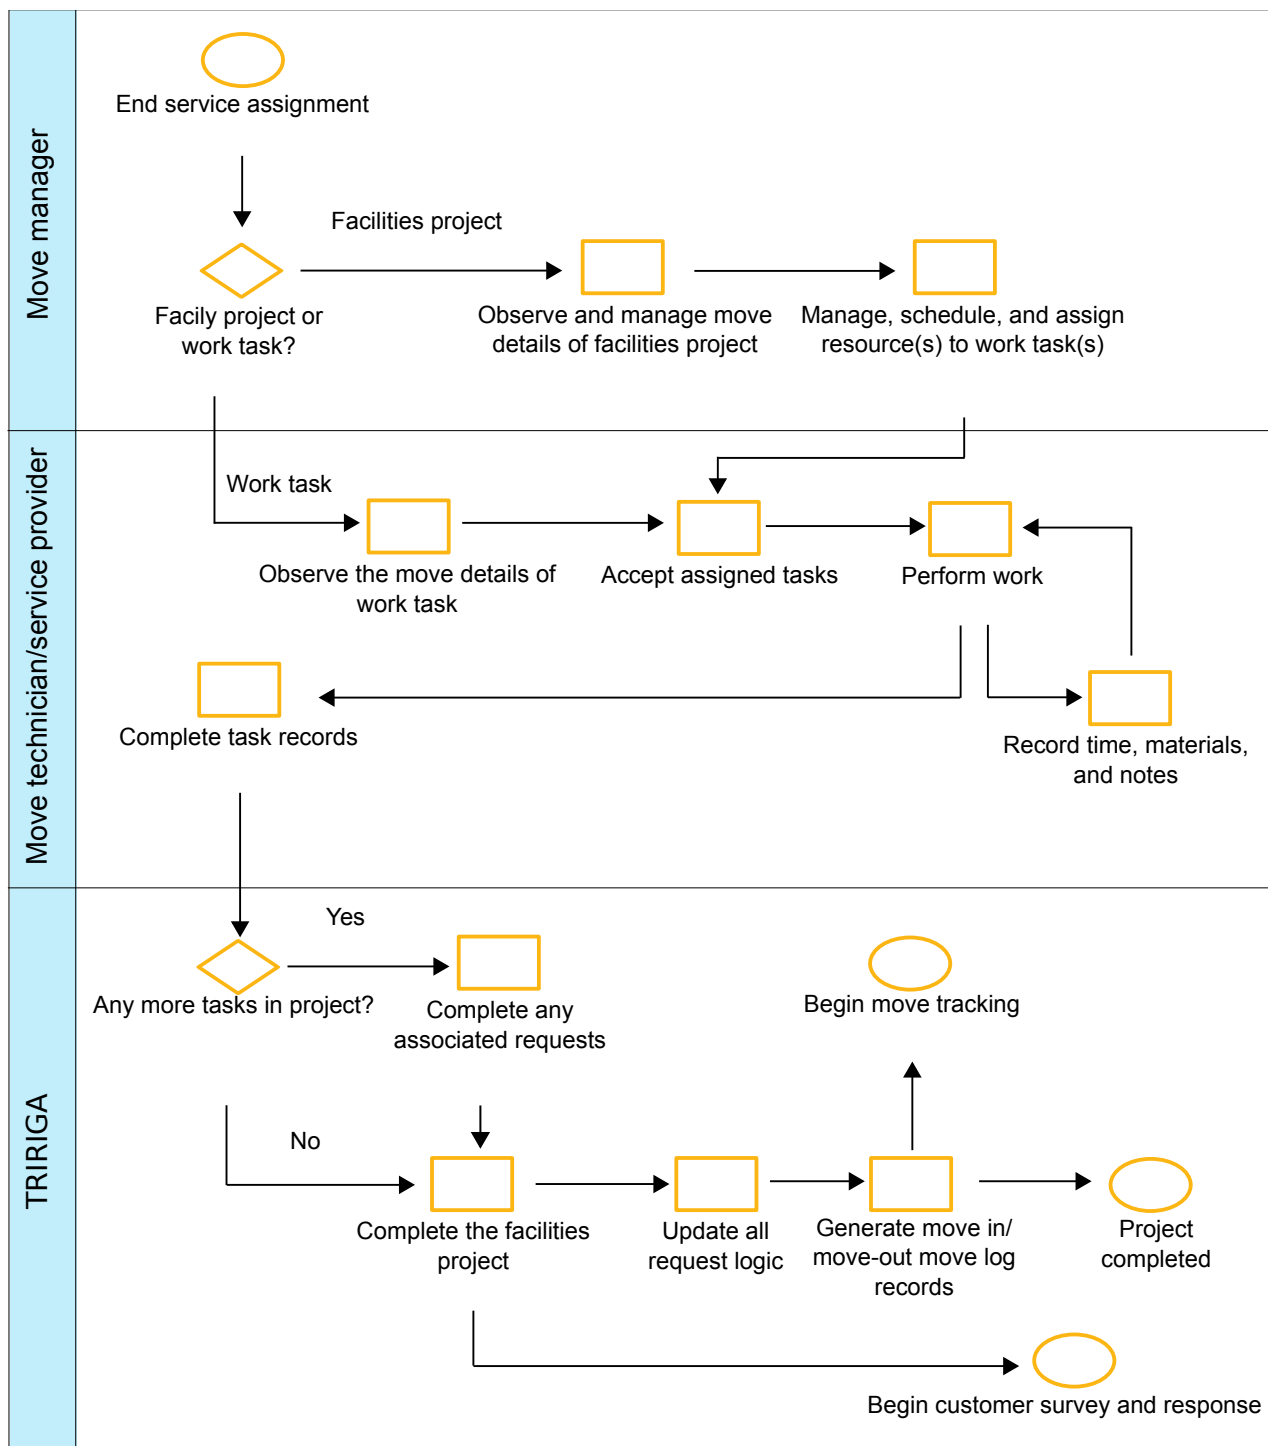 Move manager
End service assignment
Facilities project
Facily project or
work task?
Observe and manage move
details of facilities project
Manage, schedule, and assign
resource(s) to work task(s)
Move technician/service provider
Work task
Observe the move details of
work task
Accept assigned tasks
Perform work
Complete task records
Record time, materials,
and notes
TRIRIGA
Yes
Any more tasks in project?
Complete any
associated requests
Begin move tracking
No
Complete the facilities
project
Update all
request logic
Generate move in/
move-out move log
records
Project
completed
Begin customer survey and response